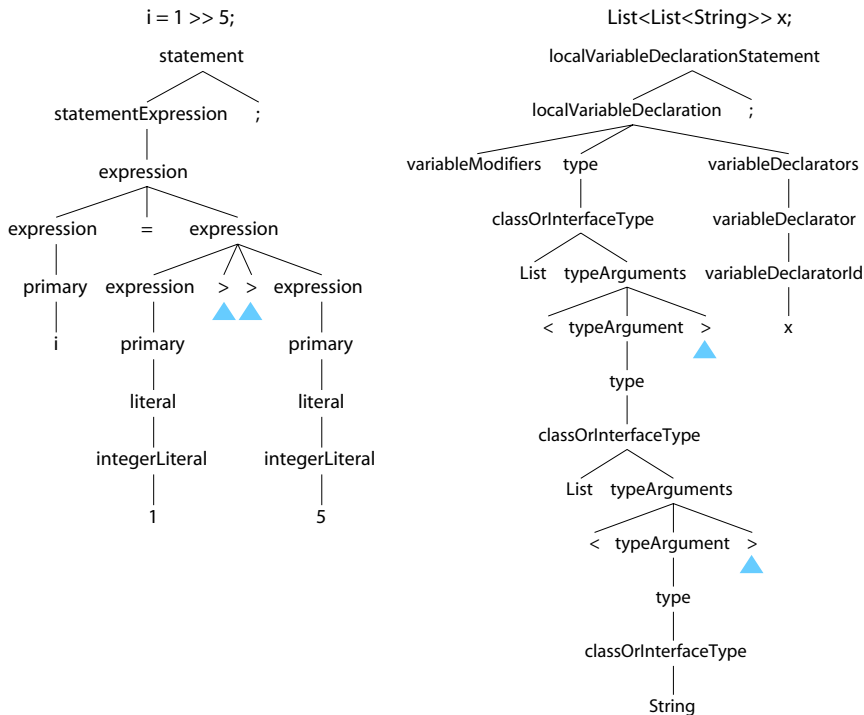 i = 1 >> 5;
statement
statementExpression ;
expression
expression = expression
primary expression > > expression
i primary primary
literal literal
integerLiteral integerLiteral
1 5
List<List<String>> x;
localVariableDeclarationStatement
localVariableDeclaration ;
variableModifiers type variableDeclarators
classOrInterfaceType variableDeclarator
List typeArguments variableDeclaratorId
< typeArgument > x
type
classOrInterfaceType
List typeArguments
< typeArgument >
type
classOrInterfaceType
String